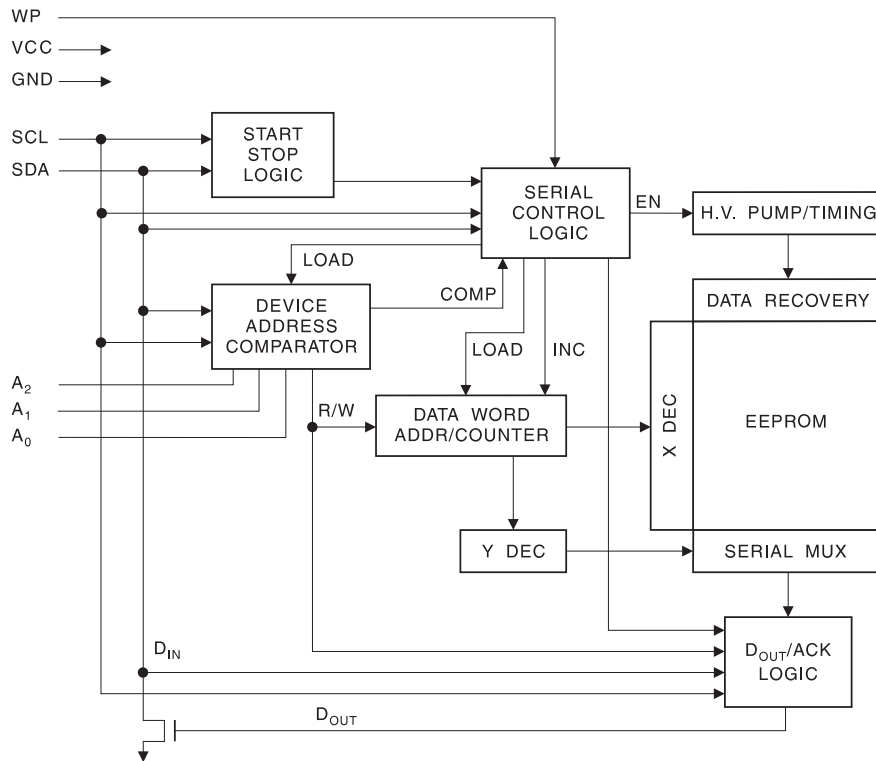 WP
VCC
GND
SCL
SDA
START
STOP
LOGIC
SERIAL
CONTROL
LOGIC
EN
H.V. PUMP/TIMING
LOAD
COMP
DEVICE
ADDRESS
COMPARATOR
DATA RECOVERY
LOAD
INC
A2
A1
A0
R/W
DATA WORD
ADDR/COUNTER
X DEC
EEPROM
Y DEC
SERIAL MUX
DIN
DOUT/ACK
LOGIC
DOUT